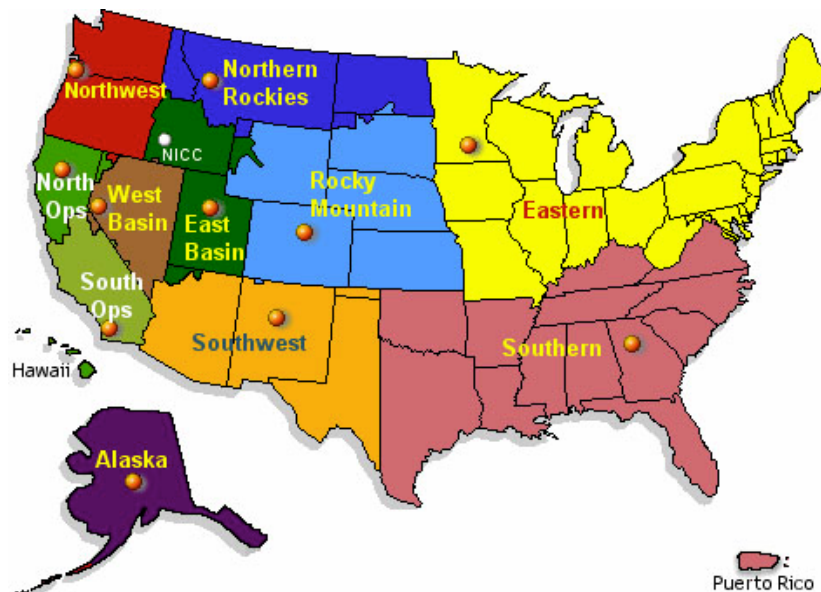 Northwest
Northern
Rockies
NICC
North
Ops
West
Basin
East
Basin
Rocky
Mountain
Eastern
South
Ops
Southwest
Southern
Hawaii
Alaska
Puerto Rico